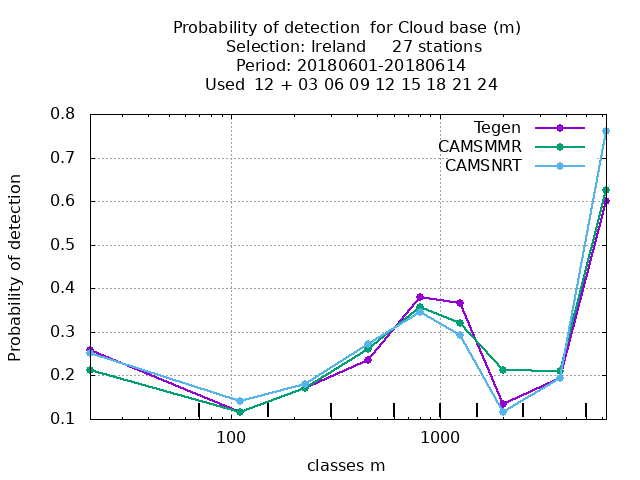 Probability of detection  for Cloud base (m)
Selection: Ireland     27 stations
Period: 20180601-20180614
Used  12 + 03 06 09 12 15 18 21 24
0.8
0.7
0.6
0.5
0.4
0.3
0.2
0.1
Probability of detection
Tegen
CAMSMMR
CAMSNRT
100
1000
classes m